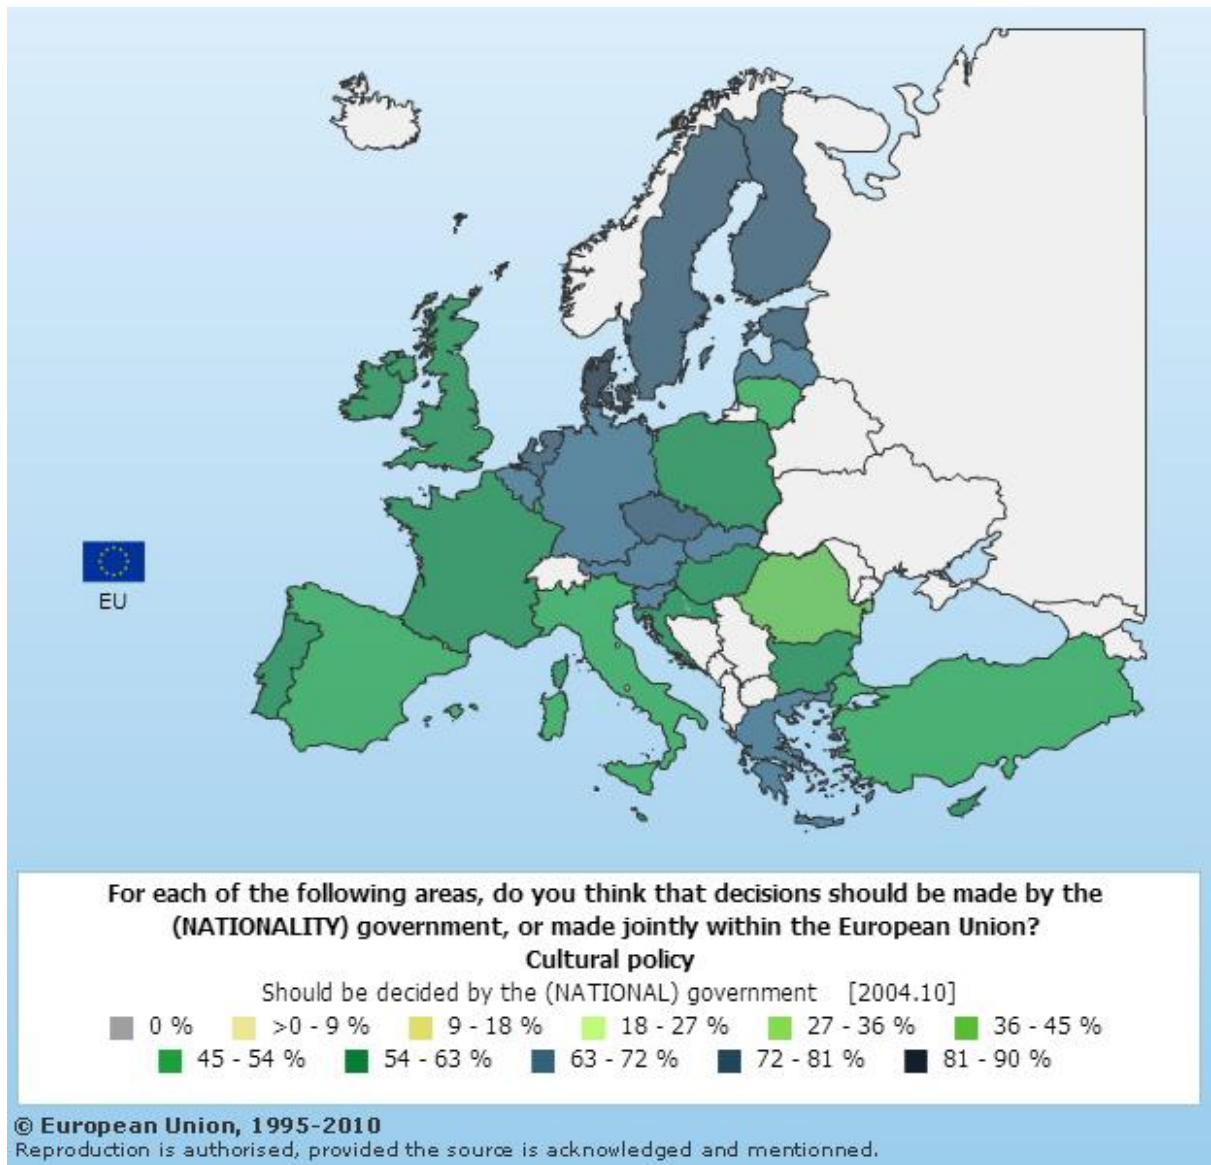 EU
For each of the following areas, do you think that decisions should be made by the
(NATIONALITY) government, or made jointly within the European Union?
Cultural policy
Should be decided by the (NATIONAL) government [2004.10]
0 % >0 - 9 % 9 - 18 % 18 - 27 % 27 - 36 % 36 - 45 %
45 - 54 % 54 - 63 % 63 - 72 % 72 - 81 % 81 - 90 %
© European Union, 1995-2010
Reproduction is authorised, provided the source is acknowledged and mentionned.